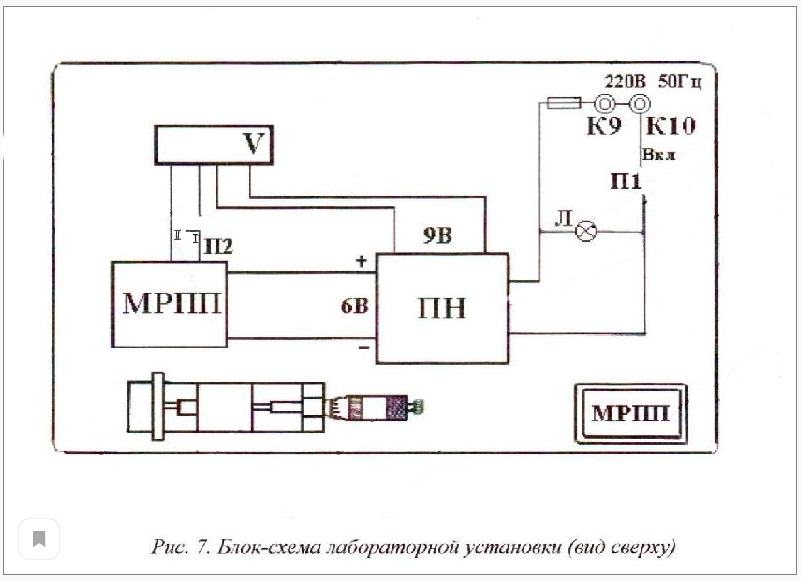 220В 50Гц
К9 К10
Вкл
П1
V
Л
П2
9В
+
МРПП
6В
ПН
−
МРПП
Рис. 7. Блок-схема лабораторной установки (вид сверху)